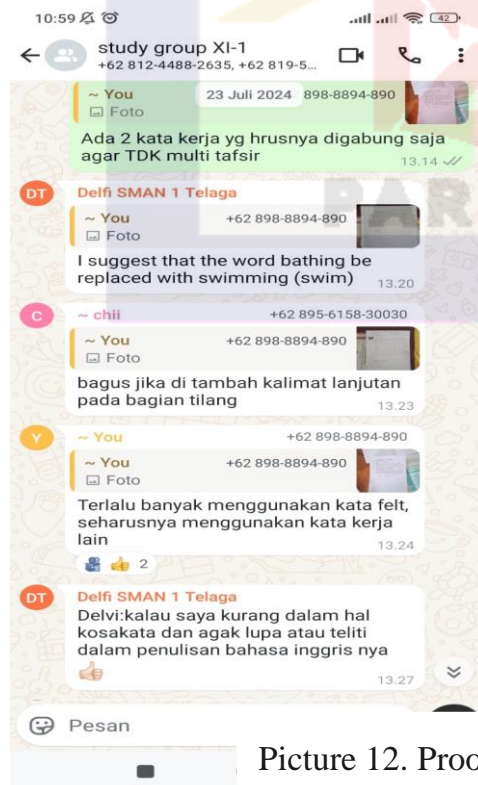 10:59 42
study group XI-1
+62 812-4488-2635, +62 819-5...
~ You 23 Juli 2024 898-8894-890
Foto
Ada 2 kata kerja yg hrusnya digabung saja
agar TDK multi tafsir
13.14
DT Delfi SMAN 1 Telaga
~ You +62 898-8894-890
Foto
I suggest that the word bathing be
replaced with swimming (swim)
13.20
C ~ chii +62 895-6158-30030
~ You +62 898-8894-890
Foto
bagus jika di tambah kalimat lanjutan
pada bagian tilang
13.23
Y ~ You +62 898-8894-890
~ You +62 898-8894-890
Foto
Terlalu banyak menggunakan kata felt,
seharusnya menggunakan kata kerja
lain
13.24
2
DT Delfi SMAN 1 Telaga
Delvi:kalau saya kurang dalam hal
kosakata dan agak lupa atau teliti
dalam penulisan bahasa inggris nya
13.27
Pesan
Picture 12.